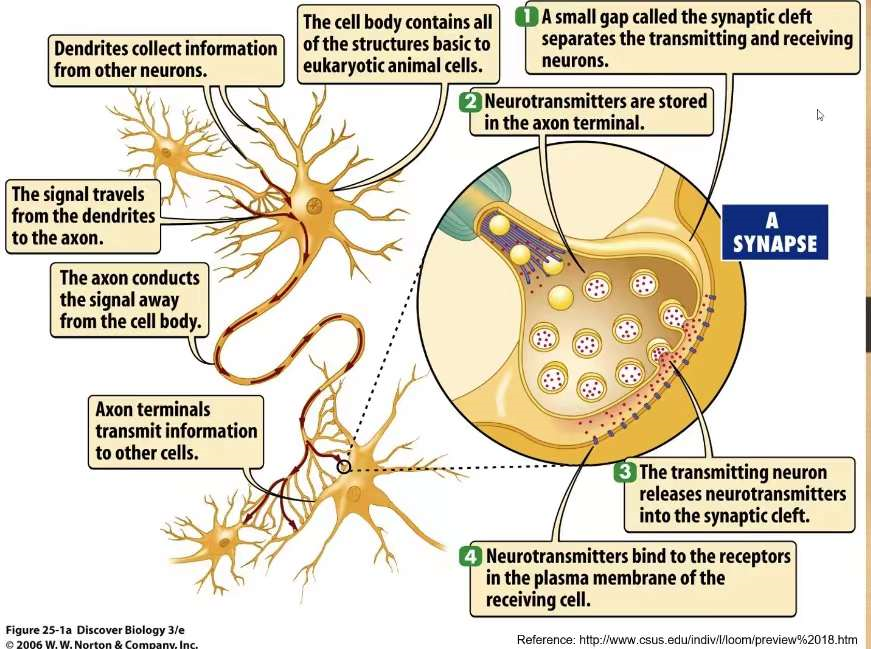 Dendrites collect information
from other neurons.
The cell body contains all
of the structures basic to
eukaryotic animal cells.
1 A small gap called the synaptic cleft
separates the transmitting and receiving
neurons.
2 Neurotransmitters are stored
in the axon terminal.
The signal travels
from the dendrites
to the axon.
A
SYNAPSE
The axon conducts
the signal away
from the cell body.
Axon terminals
transmit information
to other cells.
3 The transmitting neuron
releases neurotransmitters
into the synaptic cleft.
4 Neurotransmitters bind to the receptors
in the plasma membrane of the
receiving cell.
Figure 25-1a Discover Biology 3/e
© 2006 W. W. Norton & Company, Inc.
Reference: http://www.csus.edu/indiv/l/loom/preview%2018.htm